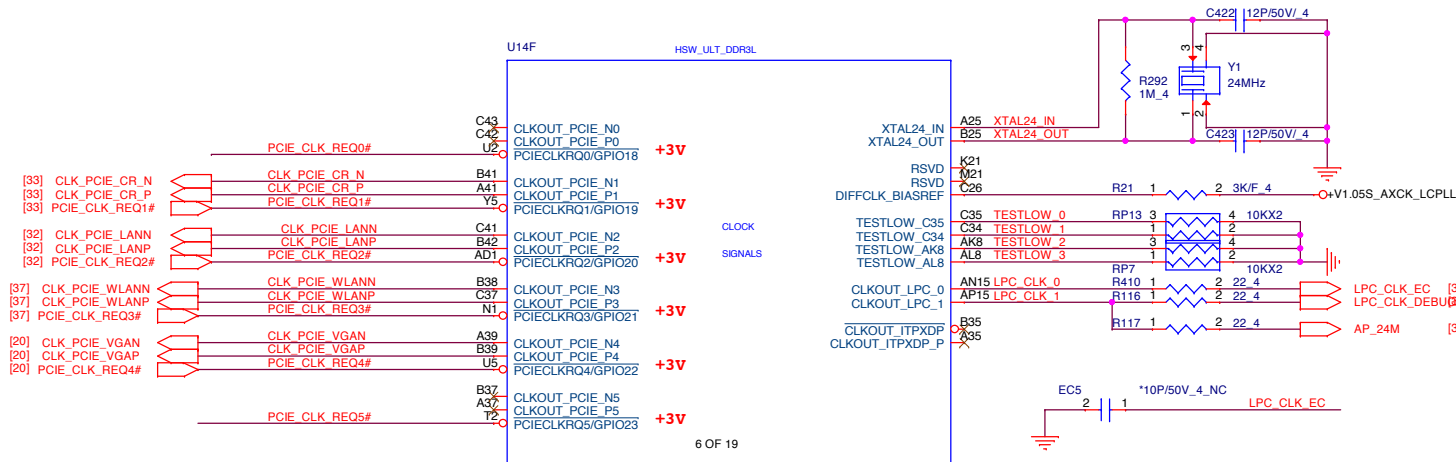 C422 12P/50V/_4
U14F HSW_ULT_DDR3L
3 4
Y1
R292 24MHz
1M_4
1 2
C43 CLKOUT_PCIE_N0 XTAL24_IN A25 XTAL24_IN
C42 CLKOUT_PCIE_P0 XTAL24_OUT B25 XTAL24_OUT C423 12P/50V/_4
PCIE_CLK_REQ0# U2 PCIECLKRQ0/GPIO18 +3V
RSVD K21
RSVD M21
[33] CLK_PCIE_CR_N CLK_PCIE_CR_N B41 CLKOUT_PCIE_N1
[33] CLK_PCIE_CR_P CLK_PCIE_CR_P A41 CLKOUT_PCIE_P1 DIFFCLK_BIASREF C26 R21 1 2 3K/F_4 +V1.05S_AXCK_LCPLL
[33] PCIE_CLK_REQ1# PCIE_CLK_REQ1# Y5 PCIECLKRQ1/GPIO19 +3V
CLOCK
TESTLOW_C35 C35 TESTLOW_0 RP13 3 4 10KX2
[32] CLK_PCIE_LANN CLK_PCIE_LANN C41 CLKOUT_PCIE_N2 TESTLOW_C34 C34 TESTLOW_1 1 2
[32] CLK_PCIE_LANP CLK_PCIE_LANP B42 CLKOUT_PCIE_P2 TESTLOW_AK8 AK8 TESTLOW_2 3 4
[32] PCIE_CLK_REQ2# PCIE_CLK_REQ2# AD1 PCIECLKRQ2/GPIO20 +3V SIGNALS TESTLOW_AL8 AL8 TESTLOW_3 1 2
RP7 10KX2
[37] CLK_PCIE_WLANN CLK_PCIE_WLANN B38 CLKOUT_PCIE_N3 CLKOUT_LPC_0 AN15 LPC_CLK_0 R410 1 2 22_4 LPC_CLK_EC
[37] CLK_PCIE_WLANP CLK_PCIE_WLANP C37 CLKOUT_PCIE_P3 CLKOUT_LPC_1 AP15 LPC_CLK_1 R116 1 2 22_4 LPC_CLK_DEBUG
[37] PCIE_CLK_REQ3# PCIE_CLK_REQ3# N1 PCIECLKRQ3/GPIO21 +3V
CLKOUT_ITPXDP B35 R117 1 2 22_4 AP_24M
[20] CLK_PCIE_VGAN CLK_PCIE_VGAN A39 CLKOUT_PCIE_N4 CLKOUT_ITPXDP_P A35
[20] CLK_PCIE_VGAP CLK_PCIE_VGAP B39 CLKOUT_PCIE_P4
[20] PCIE_CLK_REQ4# PCIE_CLK_REQ4# U5 PCIECLKRQ4/GPIO22 +3V
B37 CLKOUT_PCIE_N5 EC5 *10P/50V_4_NC
A37 CLKOUT_PCIE_P5 2 1 LPC_CLK_EC
PCIE_CLK_REQ5# T2 PCIECLKRQ5/GPIO23 +3V
6 OF 19